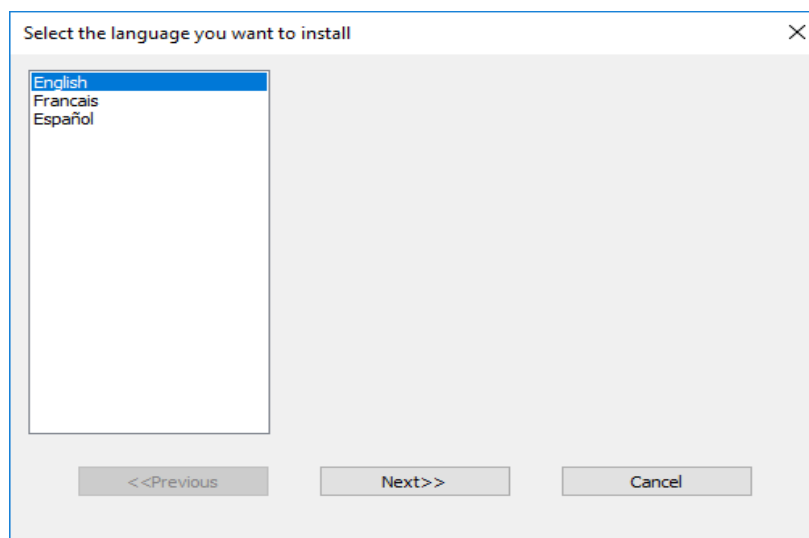 Select the language you want to install
English
Francais
Español
<<Previous
Next>>
Cancel